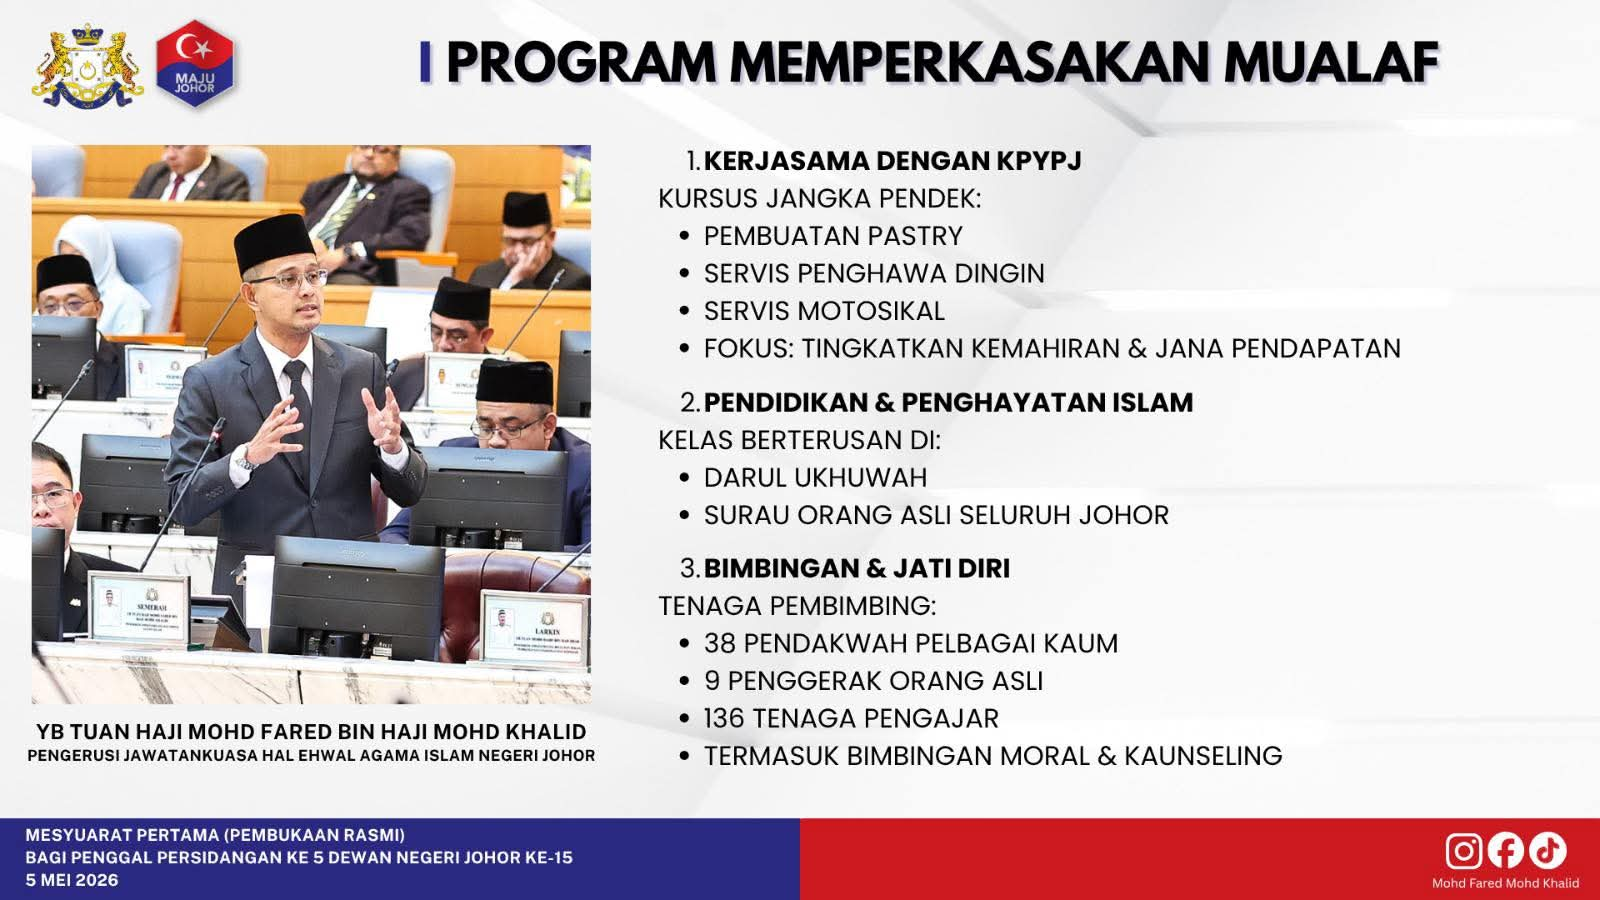 MAJU
JOHOR
PROGRAM MEMPERKASAKAN MUALAF
1. KERJASAMA DENGAN KPYPJ
KURSUS JANGKA PENDEK:
• PEMBUATAN PASTRY
• SERVIS PENGHAWA DINGIN
• SERVIS MOTOSIKAL
• FOKUS: TINGKATKAN KEMAHIRAN & JANA PENDAPATAN
2. PENDIDIKAN & PENGHAYATAN ISLAM
KELAS BERTERUSAN DI:
• DARUL UKHUWAH
• SURAU ORANG ASLI SELURUH JOHOR
3. BIMBINGAN & JATI DIRI
TENAGA PEMBIMBING:
• 38 PENDAKWAH PELBAGAI KAUM
• 9 PENGGERAK ORANG ASLI
• 136 TENAGA PENGAJAR
• TERMASUK BIMBINGAN MORAL & KAUNSELING
SEMERAH
LARKIN
YB TUAN HAJI MOHD FARED BIN HAJI MOHD KHALID
PENGERUSI JAWATANKUASA HAL EHWAL AGAMA ISLAM NEGERI JOHOR
MESYUARAT PERTAMA (PEMBUKAAN RASMI)
BAGI PENGGAL PERSIDANGAN KE 5 DEWAN NEGERI JOHOR KE-15
5 MEI 2026
Mohd Fared Mohd Khalid